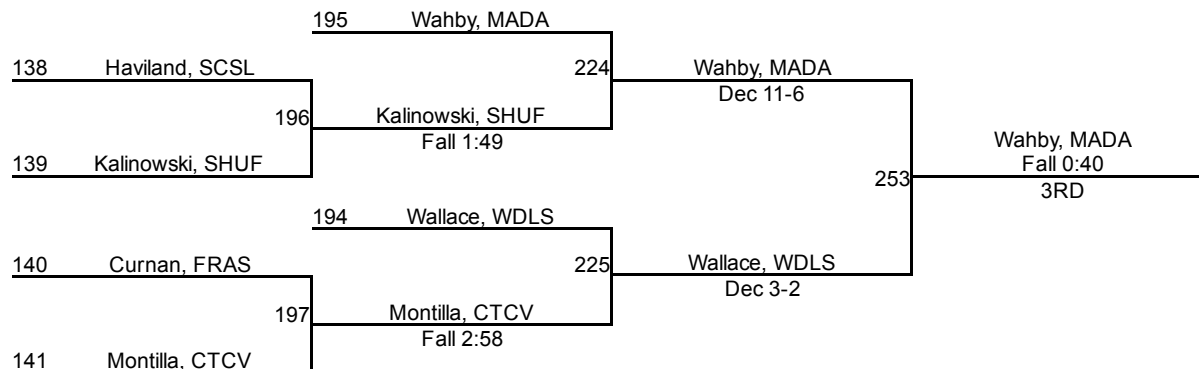 195 Wahby, MADA
138 Haviland, SCSL
224 Wahby, MADA
Dec 11-6
196 Kalinowski, SHUF
Fall 1:49
139 Kalinowski, SHUF
Wahby, MADA
Fall 0:40
253
3RD
194 Wallace, WDLS
140 Curnan, FRAS
225 Wallace, WDLS
Dec 3-2
197 Montilla, CTCV
Fall 2:58
141 Montilla, CTCV